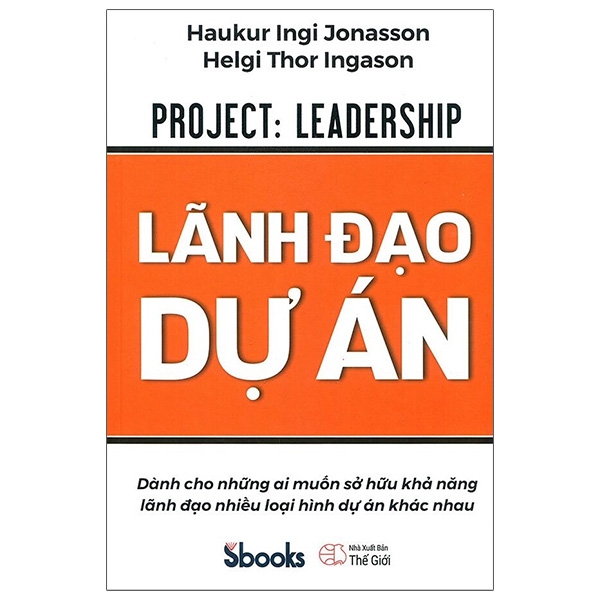 Haukur Ingi Jonasson
Helgi Thor Ingason
PROJECT: LEADERSHIP
LÃNH ĐẠO
DỰ ÁN
Dành cho những ai muốn sở hữu khả năng
lãnh đạo nhiều loại hình dự án khác nhau
Sbooks
Nhà Xuất Bản
Thế Giới